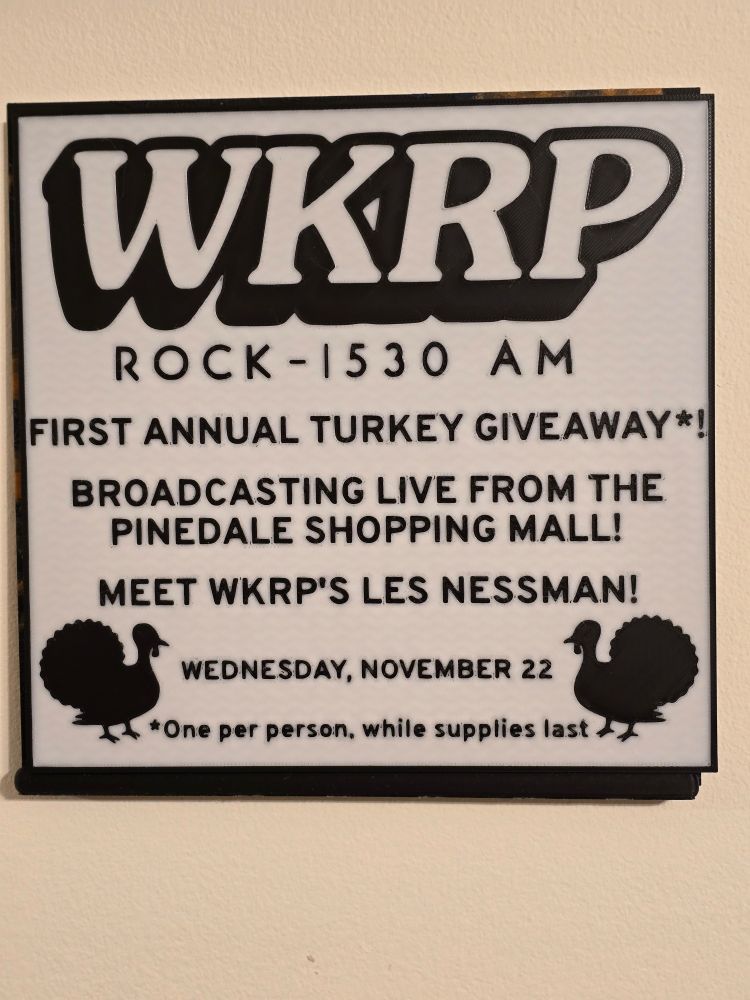 WKRP
ROCK-1530 AM
FIRST ANNUAL TURKEY GIVEAWAY*!
BROADCASTING LIVE FROM THE
PINEDALE SHOPPING MALL!
MEET WKRP'S LES NESSMAN!
WEDNESDAY, NOVEMBER 22
*One per person, while supplies last